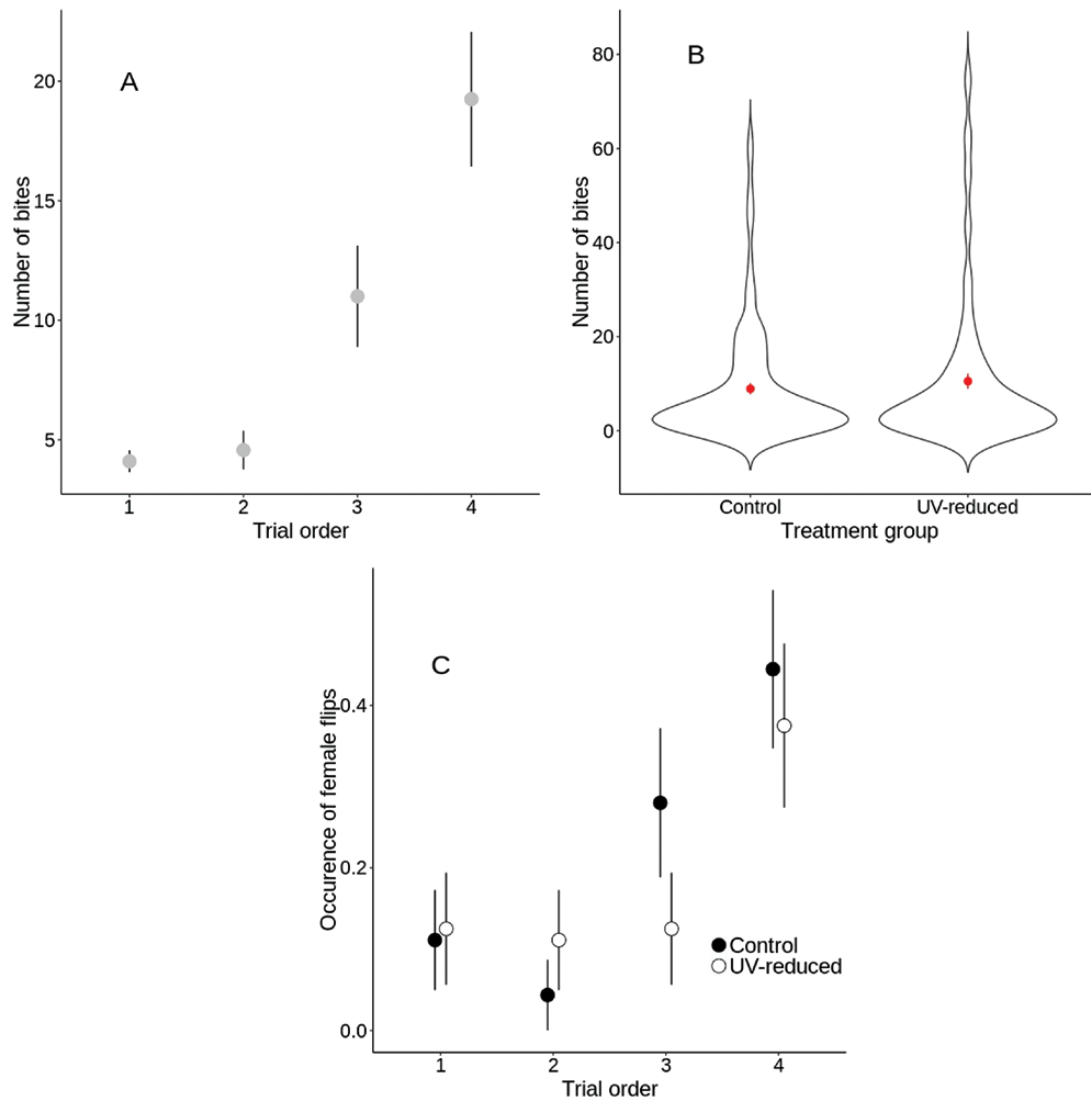 A
Number of bites
20
15
10
5
1 2 3 4
Trial order
B
Number of bites
80
60
40
20
0
Control UV-reduced
Treatment group
C
Occurence of female flips
0.4
0.2
0.0
Control
UV-reduced
1 2 3 4
Trial order